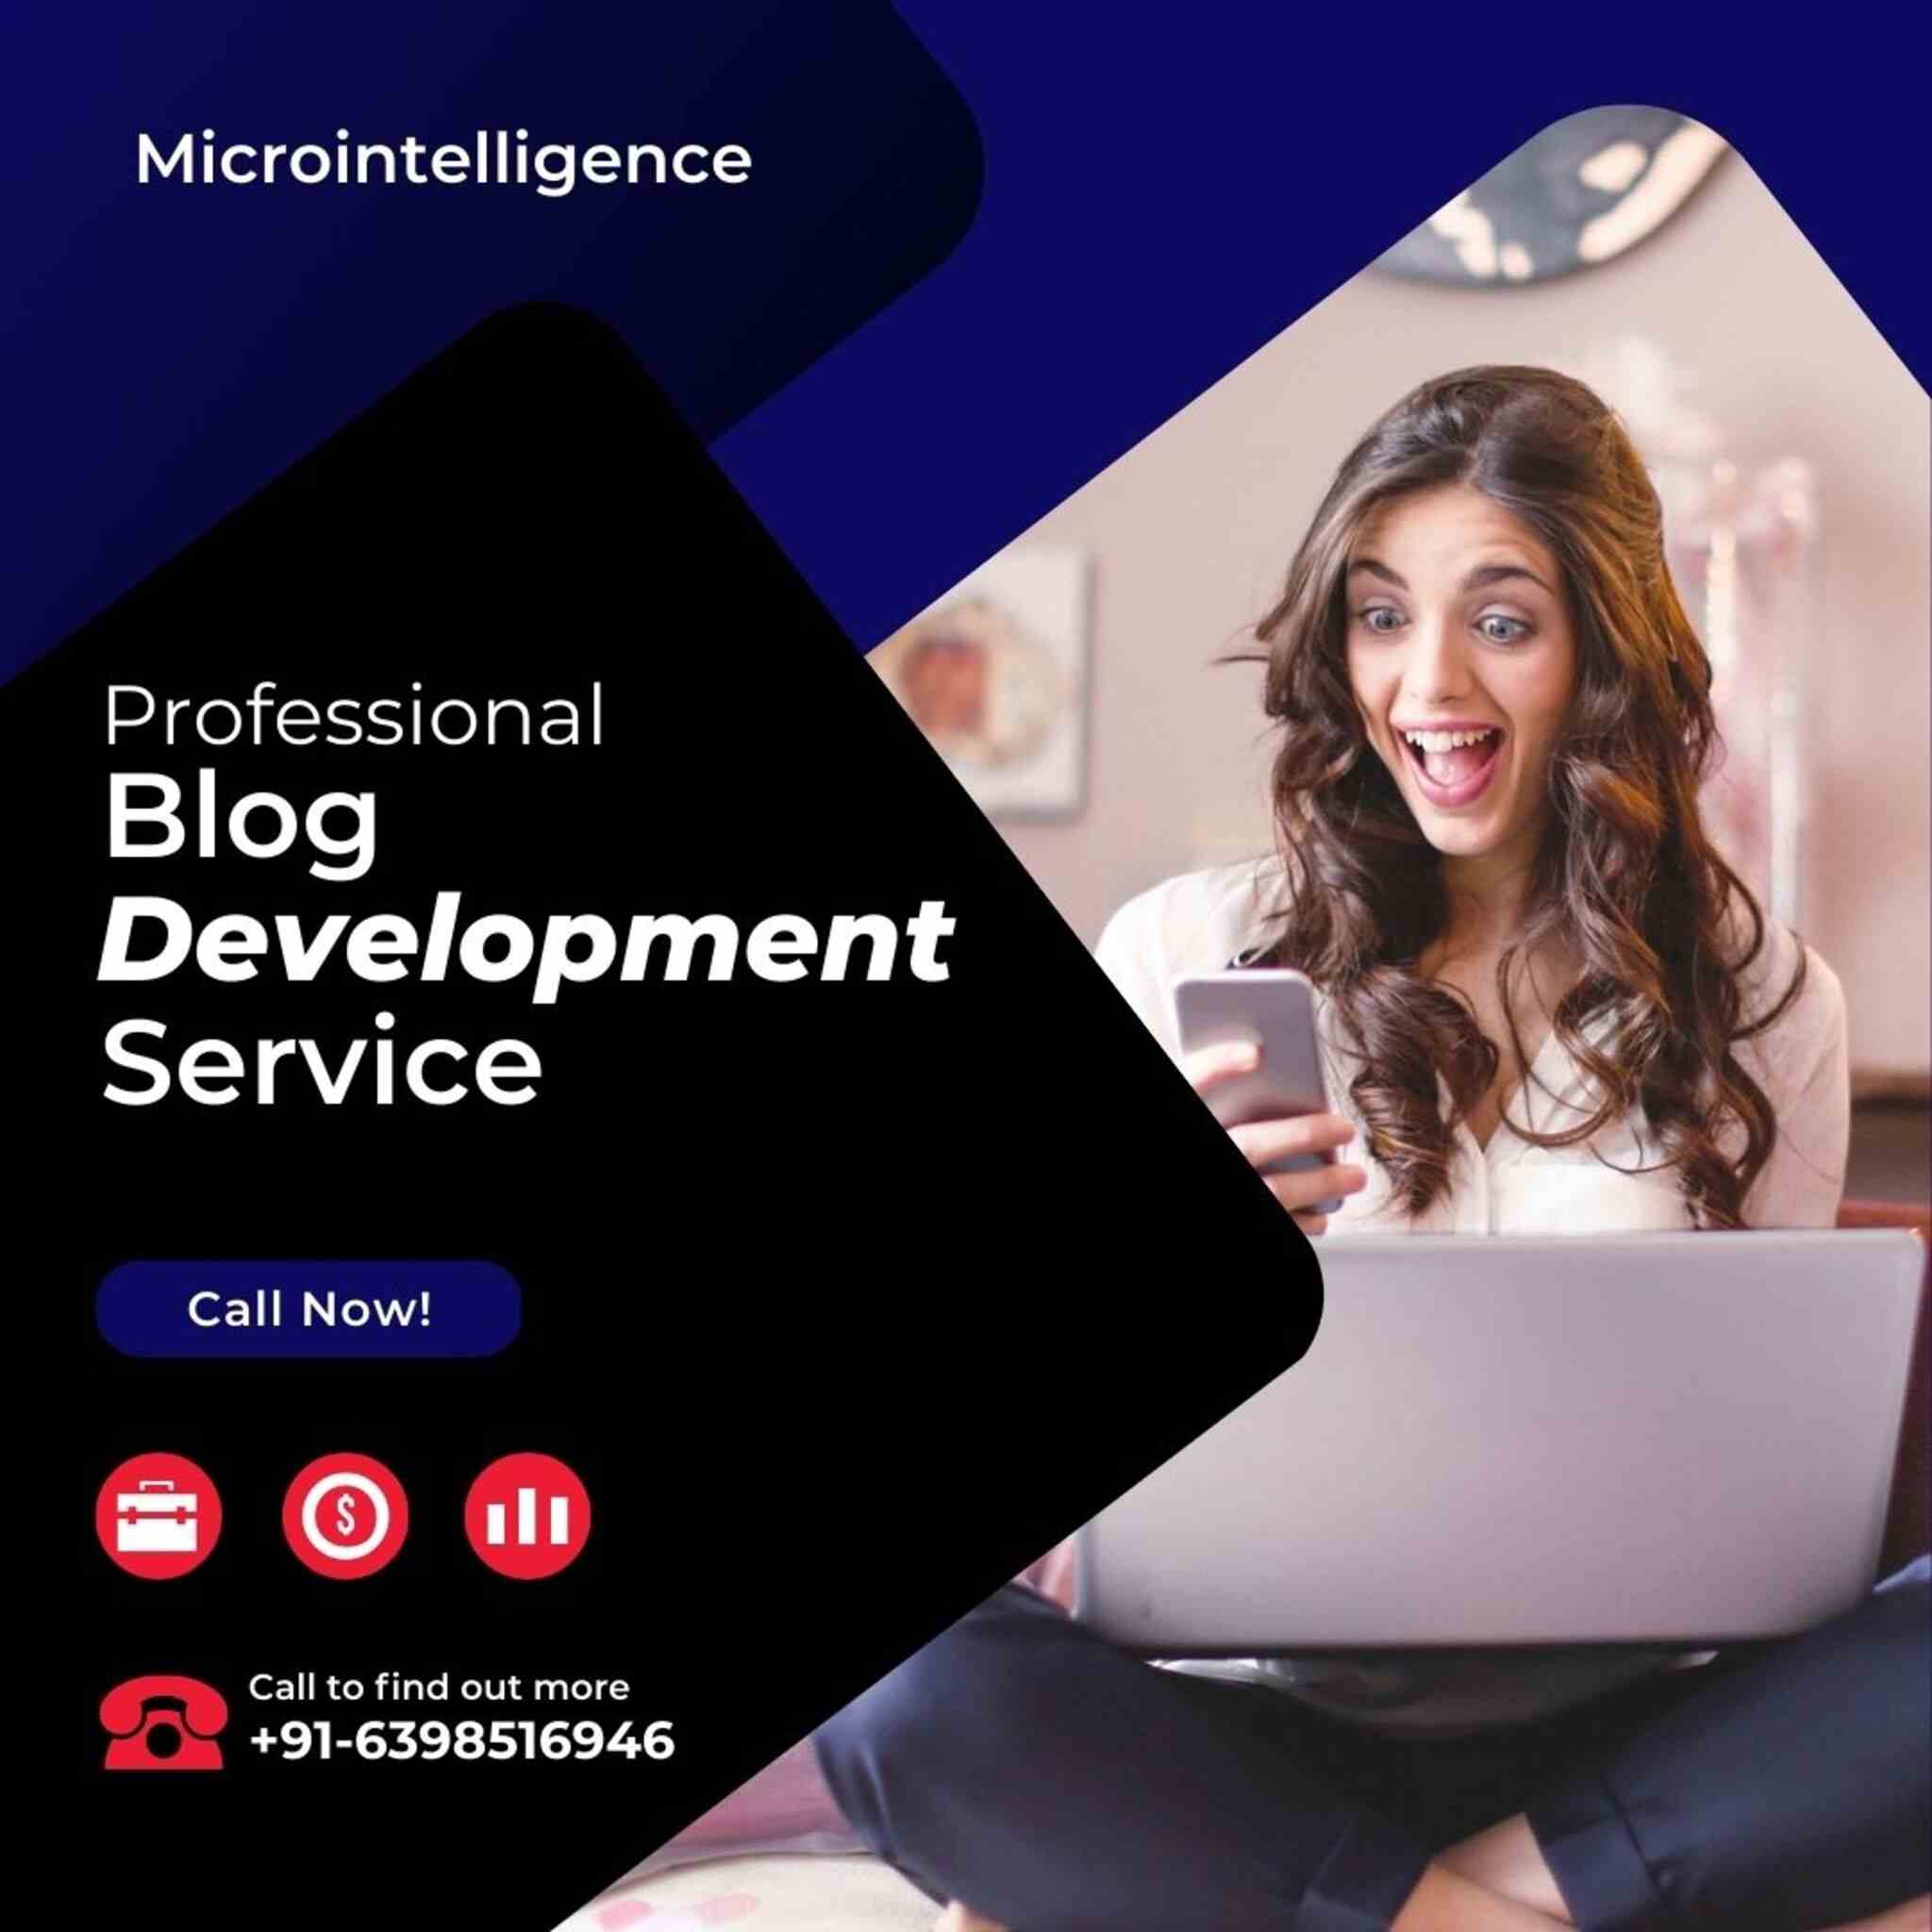 Microintelligence
Professional
Blog
Development
Service
Call Now!
$
Call to find out more
+91-6398516946